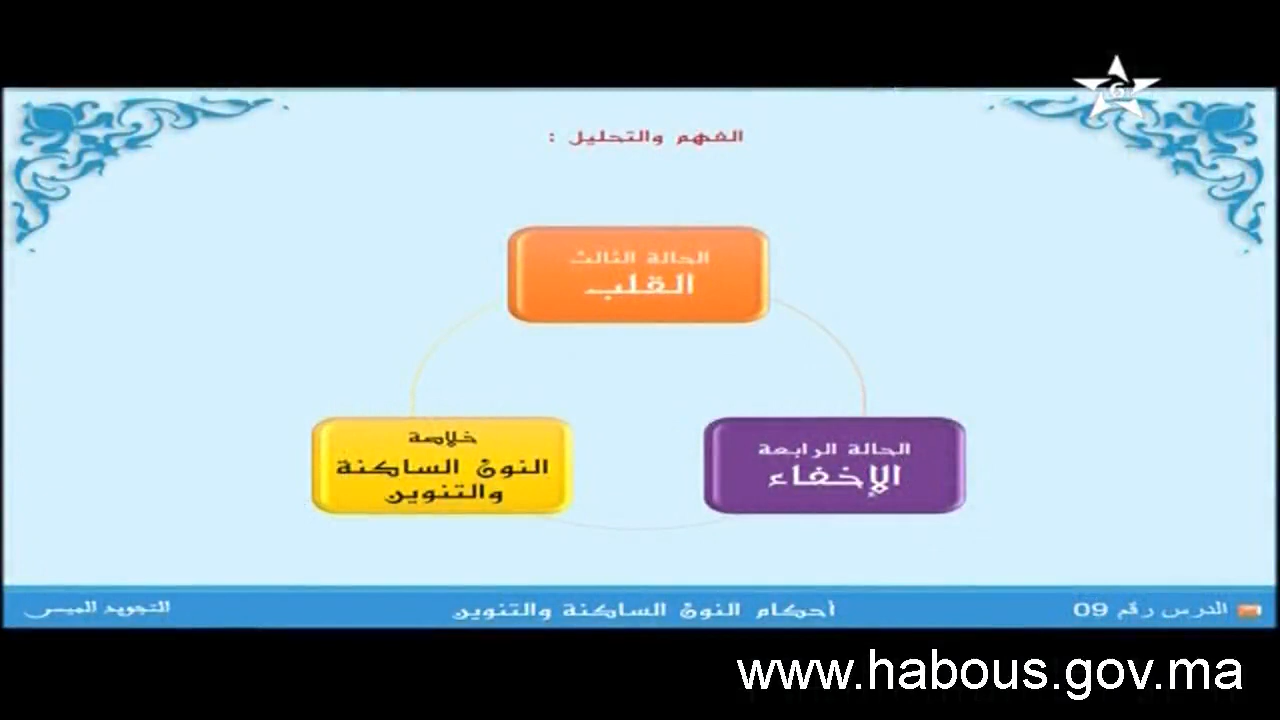 6
الفهم والتحليل :
الحالة الثالث
القلب
الحالة الرابعة
الإخفاء
خلاصة
النون الساكنة
والتنوين
الدرس رقم 09
أحكام النون الساكنة والتنوين
التجويد الميسر
www.habous.gov.ma